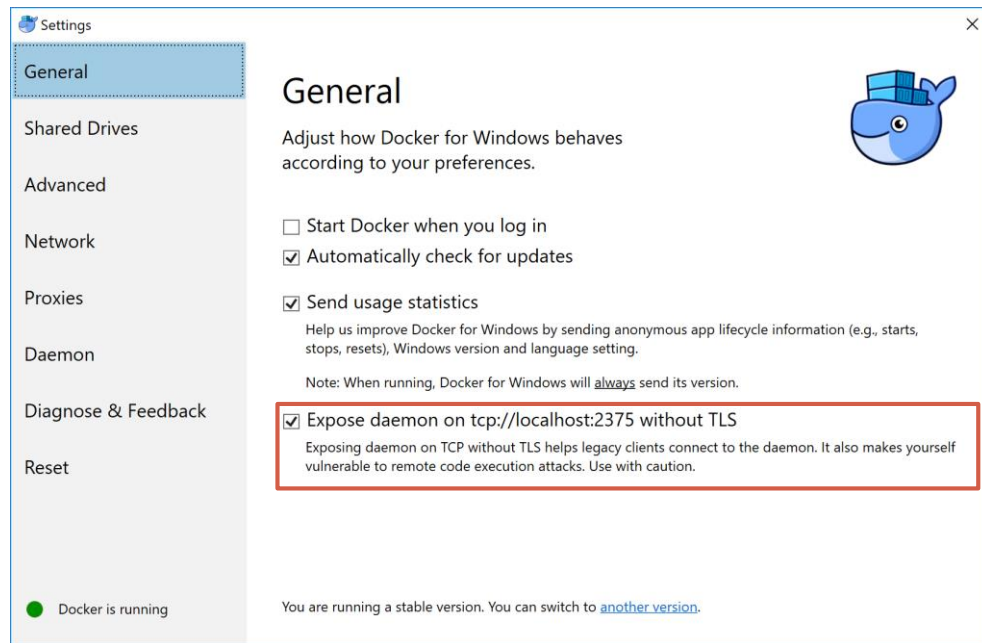 Settings
General
Shared Drives
Advanced
Network
Proxies
Daemon
Diagnose & Feedback
Reset
Docker is running
General
Adjust how Docker for Windows behaves
according to your preferences.
Start Docker when you log in
Automatically check for updates
Send usage statistics
Help us improve Docker for Windows by sending anonymous app lifecycle information (e.g., starts,
stops, resets), Windows version and language setting.
Note: When running, Docker for Windows will always send its version.
Expose daemon on tcp://localhost:2375 without TLS
Exposing daemon on TCP without TLS helps legacy clients connect to the daemon. It also makes yourself
vulnerable to remote code execution attacks. Use with caution.
You are running a stable version. You can switch to another version.